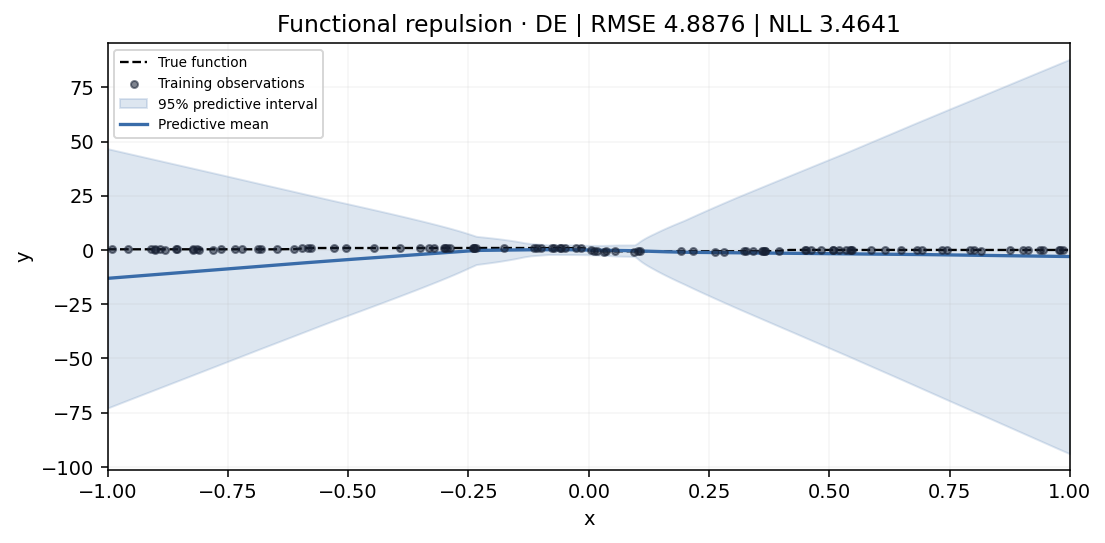 Functional repulsion · DE | RMSE 4.8876 | NLL 3.4641
True function
Training observations
95% predictive interval
Predictive mean
75
50
25
0
−25
−50
−75
−100
y
−1.00
−0.75
−0.50
−0.25
0.00
0.25
0.50
0.75
1.00
x